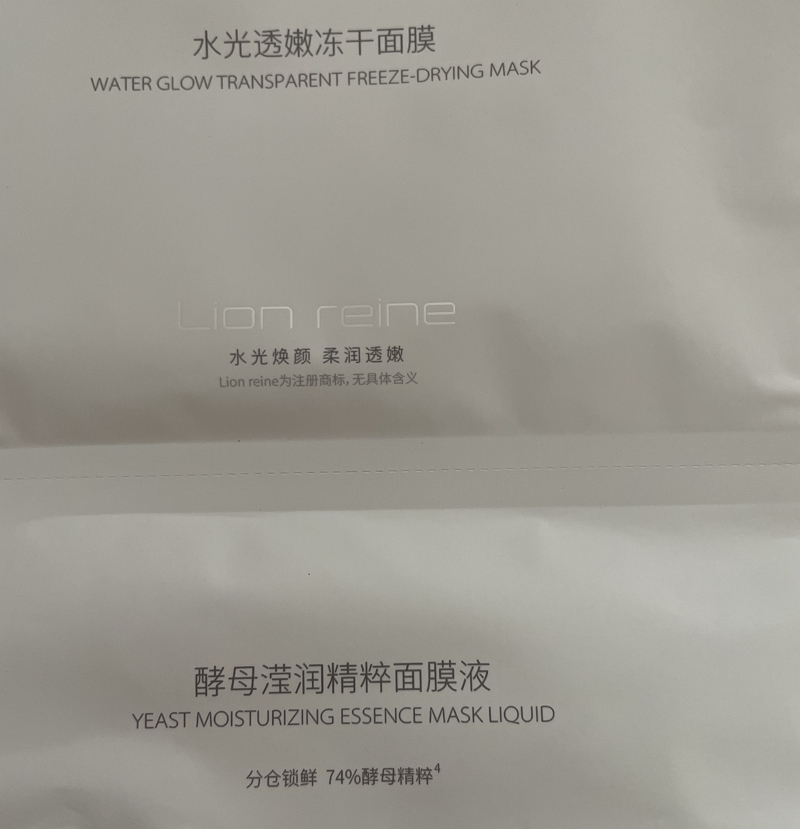 水光透嫩冻干面膜
WATER GLOW TRANSPARENT FREEZE-DRYING MASK
Lion reine
水光焕颜 柔润透嫩
Lion reine为注册商标，无具体含义
酵母滢润精粹面膜液
YEAST MOISTURIZING ESSENCE MASK LIQUID
分仓锁鲜 74%酵母精粹⁴